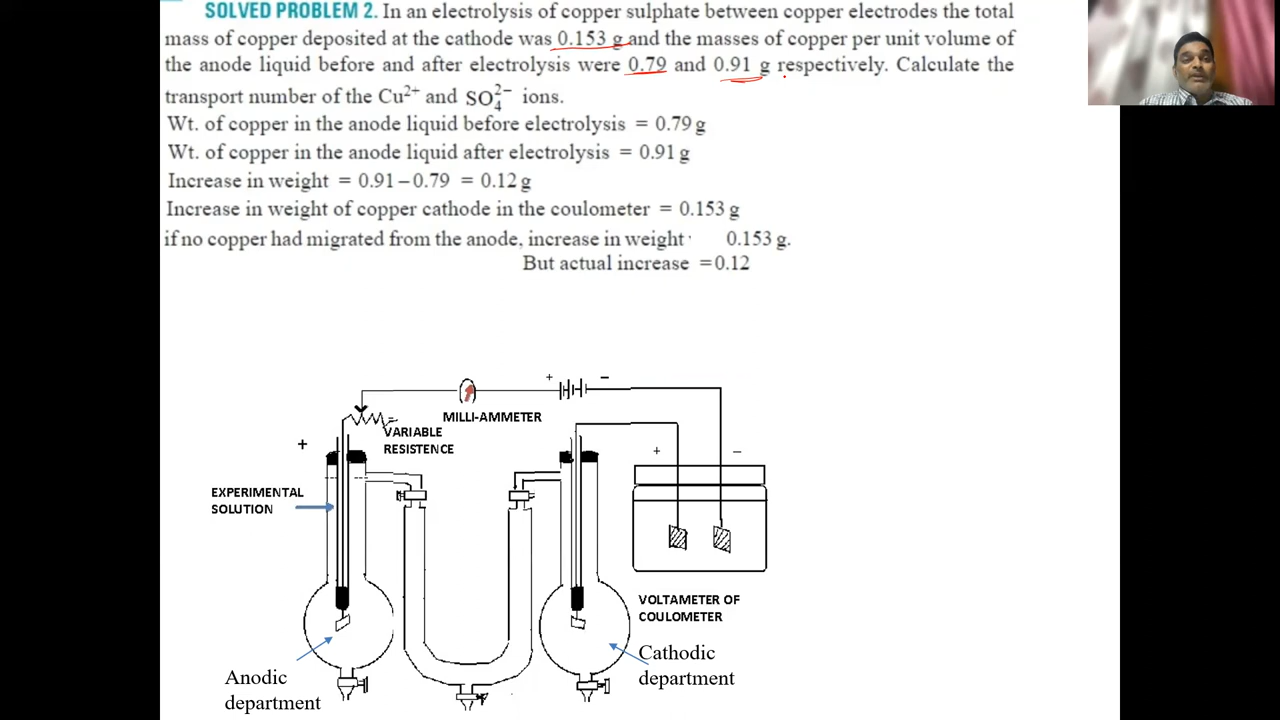 SOLVED PROBLEM 2. In an electrolysis of copper sulphate between copper electrodes the total
mass of copper deposited at the cathode was 0.153 g and the masses of copper per unit volume of
the anode liquid before and after electrolysis were 0.79 and 0.91 g respectively. Calculate the
transport number of the Cu²⁺ and SO₄²⁻ ions.
Wt. of copper in the anode liquid before electrolysis = 0.79 g
Wt. of copper in the anode liquid after electrolysis = 0.91 g
Increase in weight = 0.91 – 0.79 = 0.12 g
Increase in weight of copper cathode in the coulometer = 0.153 g
if no copper had migrated from the anode, increase in weight 0.153 g.
But actual increase = 0.12
+ –
MILLI-AMMETER
VARIABLE
RESISTENCE
+
+ –
EXPERIMENTAL
SOLUTION
VOLTAMETER OF
COULOMETER
Cathodic
department
Anodic
department